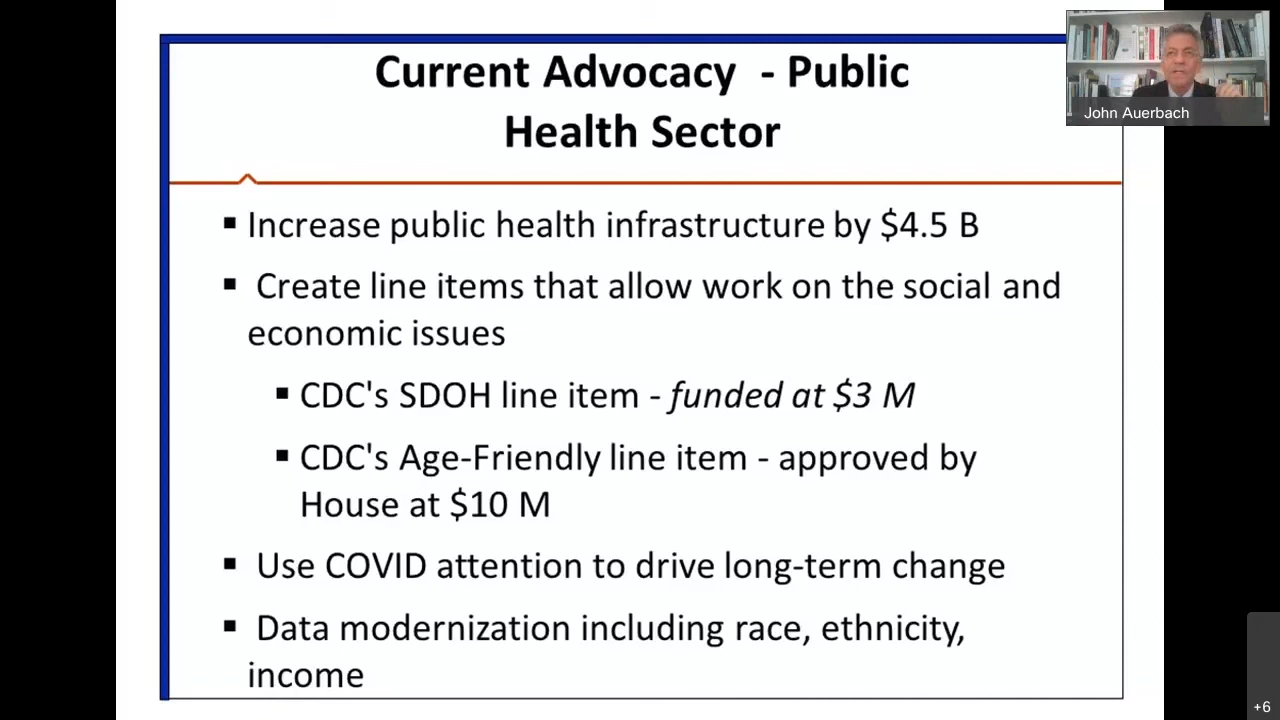 Current Advocacy - Public
Health Sector
John Auerbach
▪ Increase public health infrastructure by $4.5 B
▪ Create line items that allow work on the social and
economic issues
▪ CDC's SDOH line item - funded at $3 M
▪ CDC's Age-Friendly line item - approved by
House at $10 M
▪ Use COVID attention to drive long-term change
▪ Data modernization including race, ethnicity,
income
+6